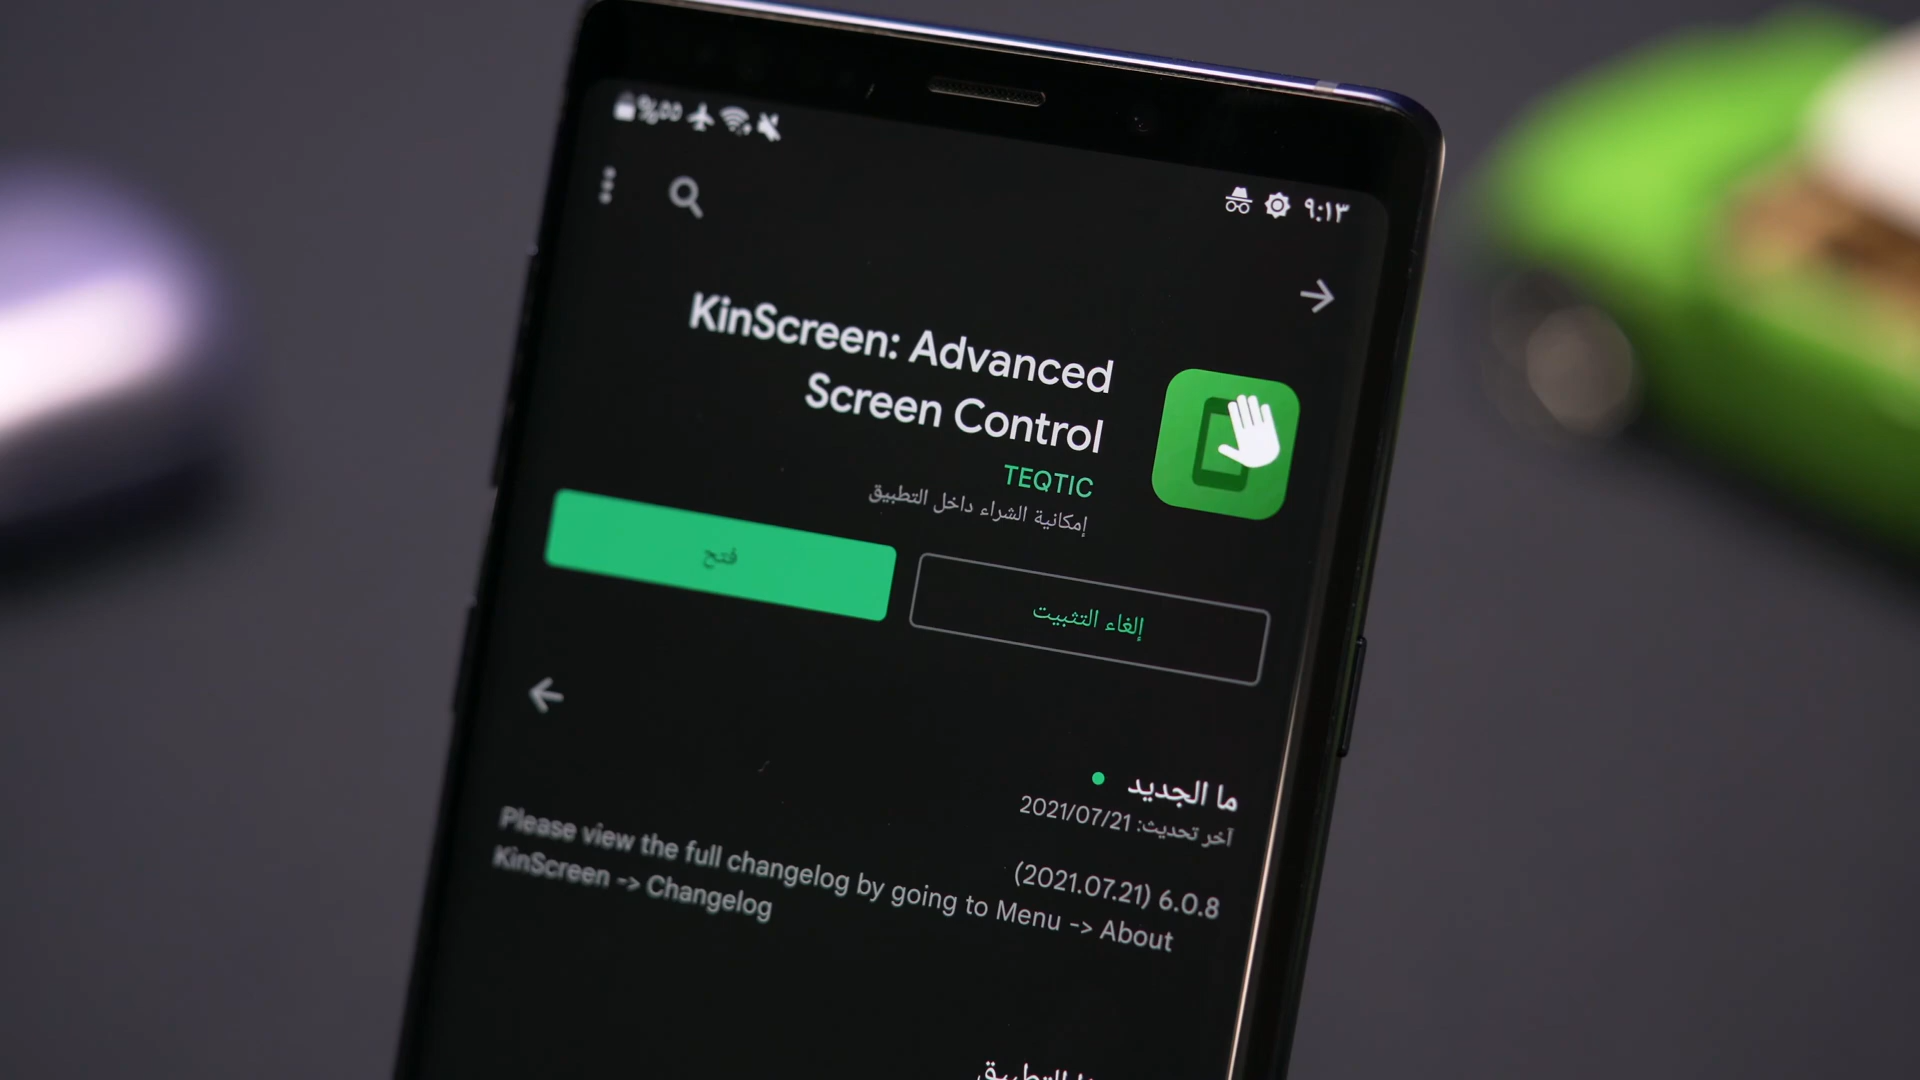 ٩:١٣
%٥٥
KinScreen: Advanced
Screen Control
TEQTIC
إمكانية الشراء داخل التطبيق
إلغاء التثبيت
فتح
ما الجديد
آخر تحديث: 2021/07/21
6.0.8 (2021.07.21)
Please view the full changelog by going to Menu -> About
KinScreen -> Changelog